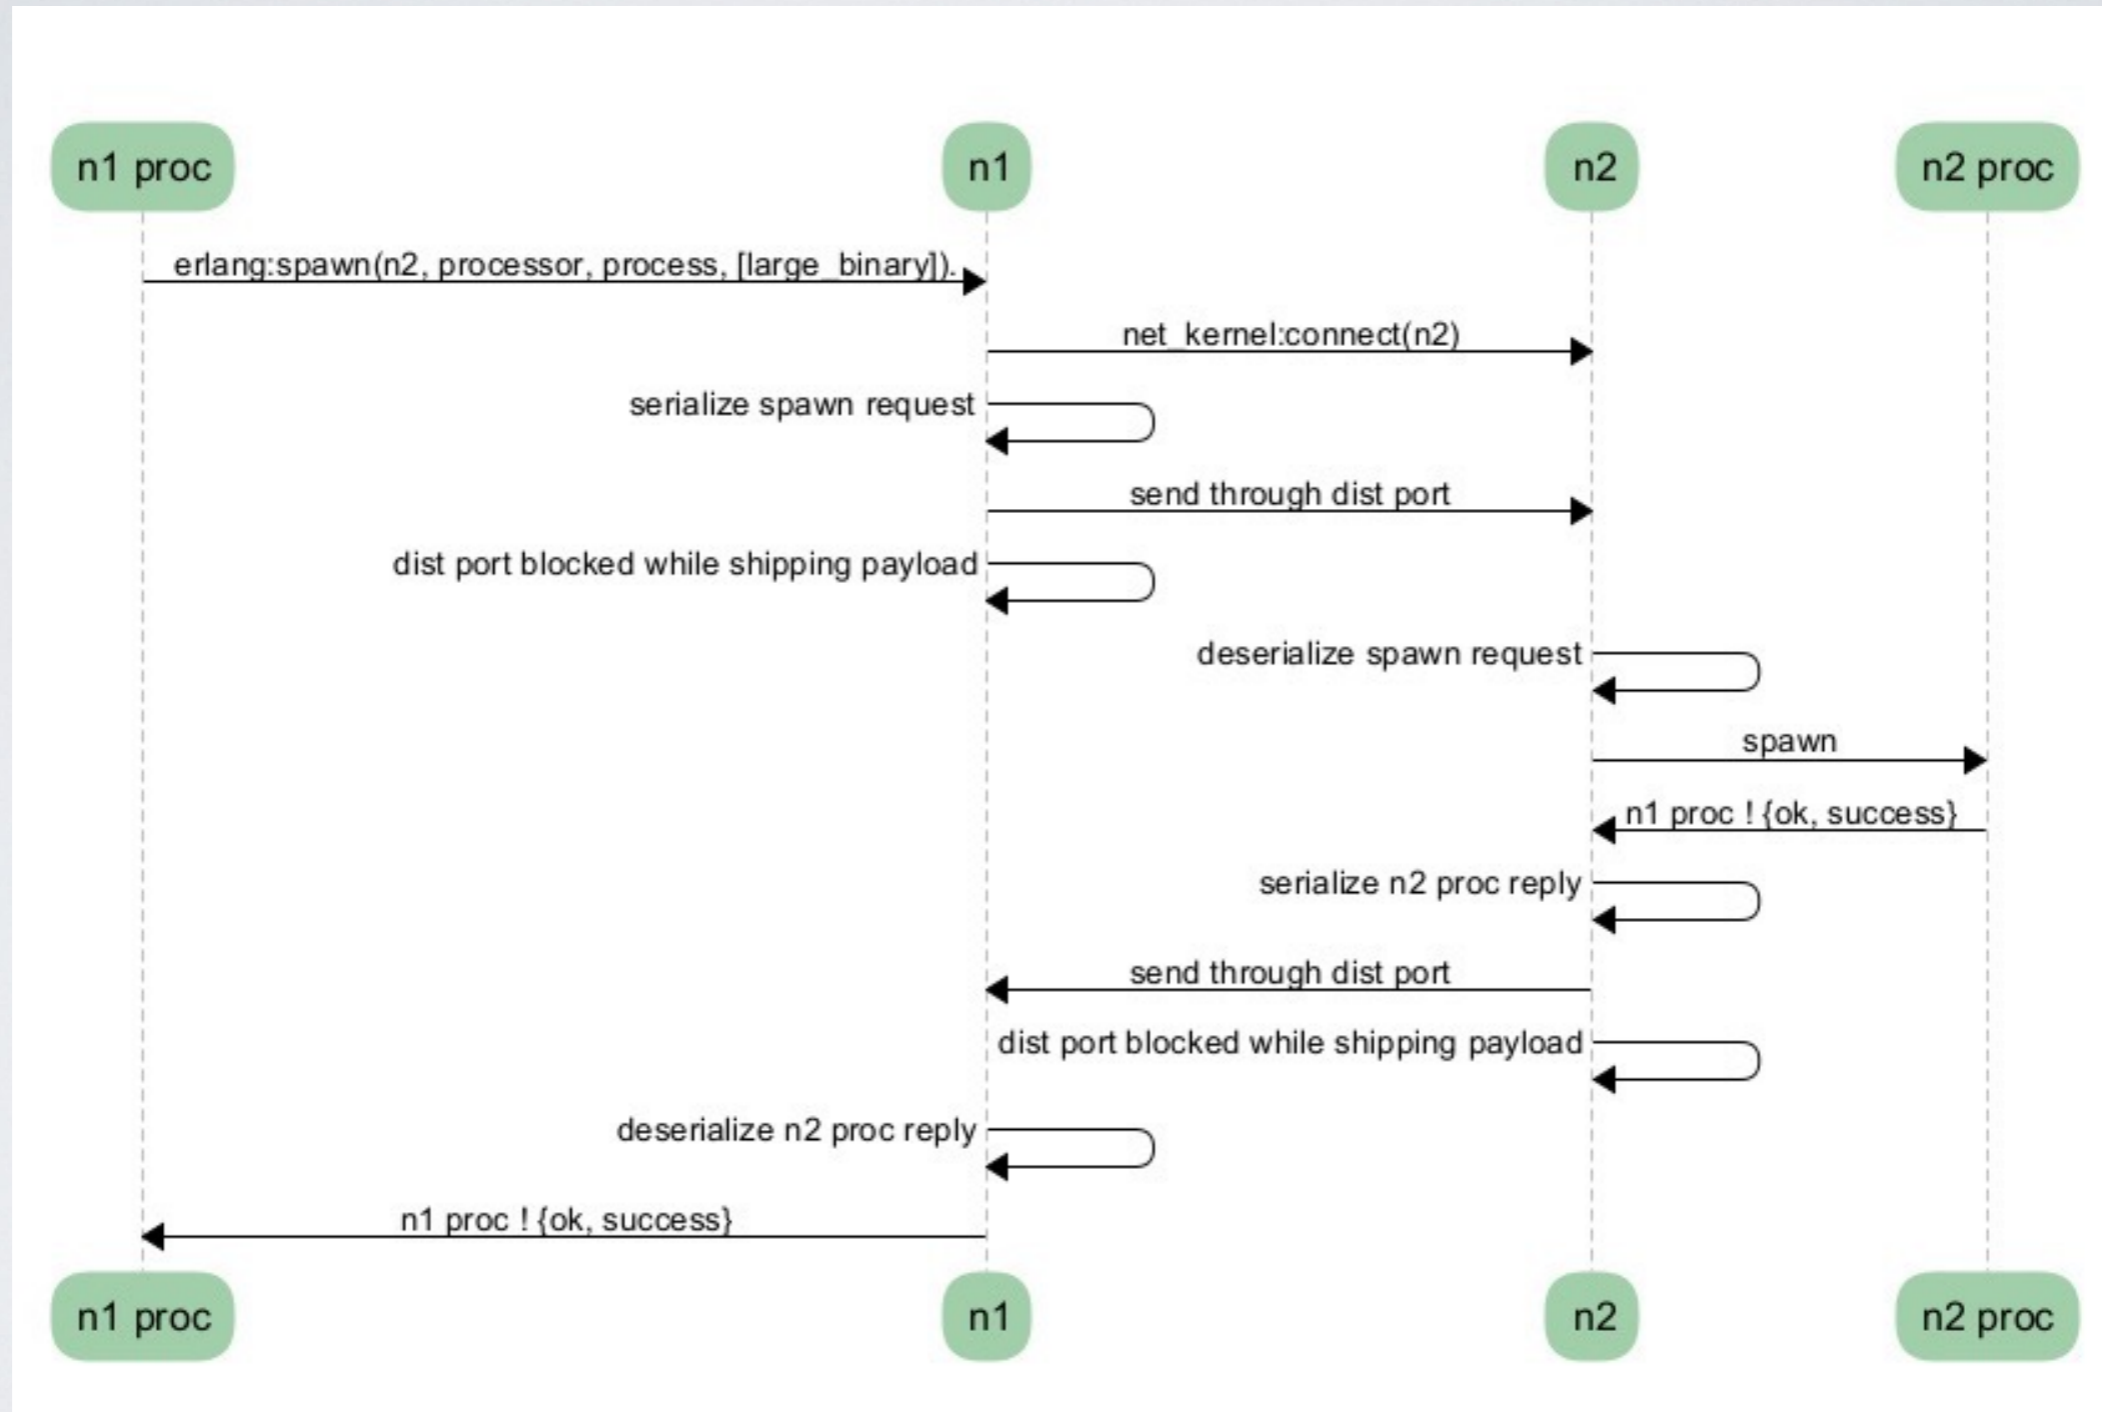 n1 proc
n1
n2
n2 proc
erlang:spawn(n2, processor, process, [large_binary]).
net_kernel:connect(n2)
serialize spawn request
send through dist port
dist port blocked while shipping payload
deserialize spawn request
spawn
n1 proc ! {ok, success}
serialize n2 proc reply
send through dist port
dist port blocked while shipping payload
deserialize n2 proc reply
n1 proc ! {ok, success}
n1 proc
n1
n2
n2 proc